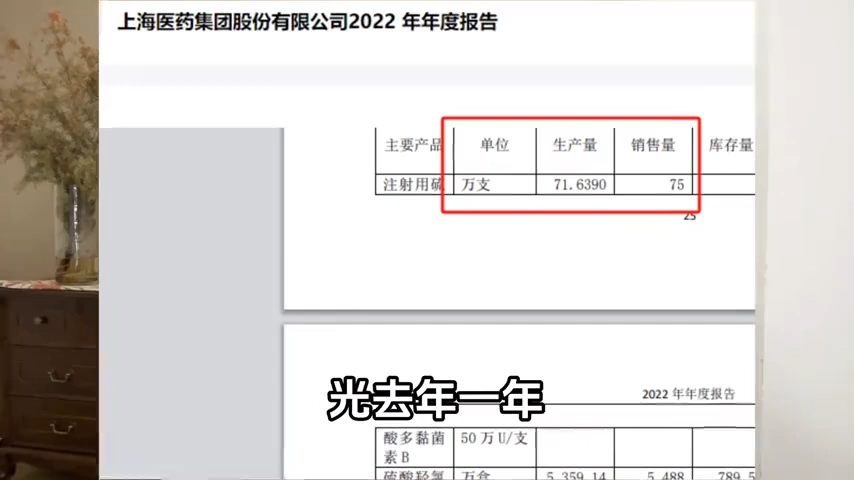 上海医药集团股份有限公司2022 年年度报告
主要产品 单位 生产量 销售量 库存量
注射用硫 万支 71.6390 75
25
光去年一年
2022 年年度报告
酸多黏菌 50 万 U/支
素 B
硫酸羟氯 万盒 5,359.14 5,488 789.5